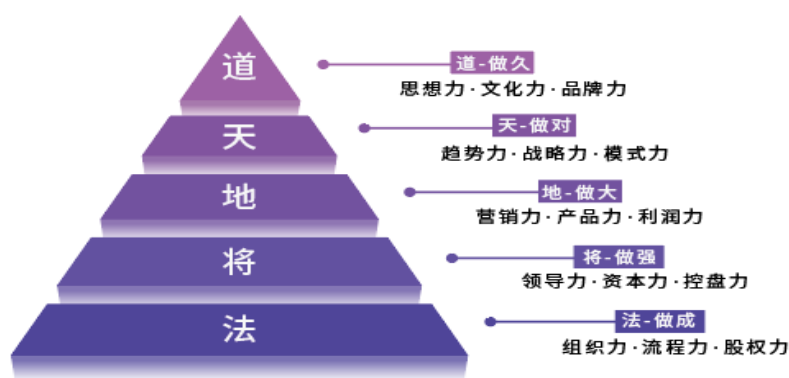 道
道-做久
思想力·文化力·品牌力
天
天-做对
趋势力·战略力·模式力
地
地-做大
营销力·产品力·利润力
将
将-做强
领导力·资本力·控盘力
法
法-做成
组织力·流程力·股权力